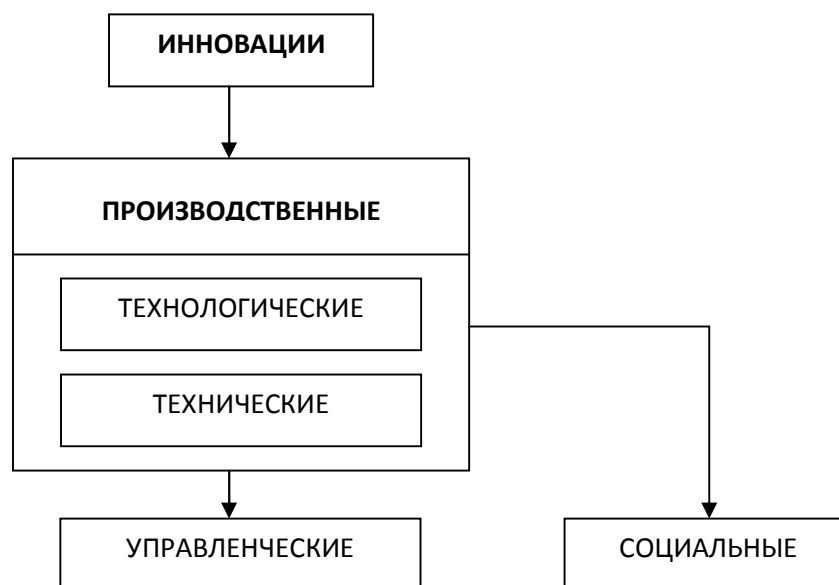 ИННОВАЦИИ
ПРОИЗВОДСТВЕННЫЕ
ТЕХНОЛОГИЧЕСКИЕ
ТЕХНИЧЕСКИЕ
УПРАВЛЕНЧЕСКИЕ
СОЦИАЛЬНЫЕ